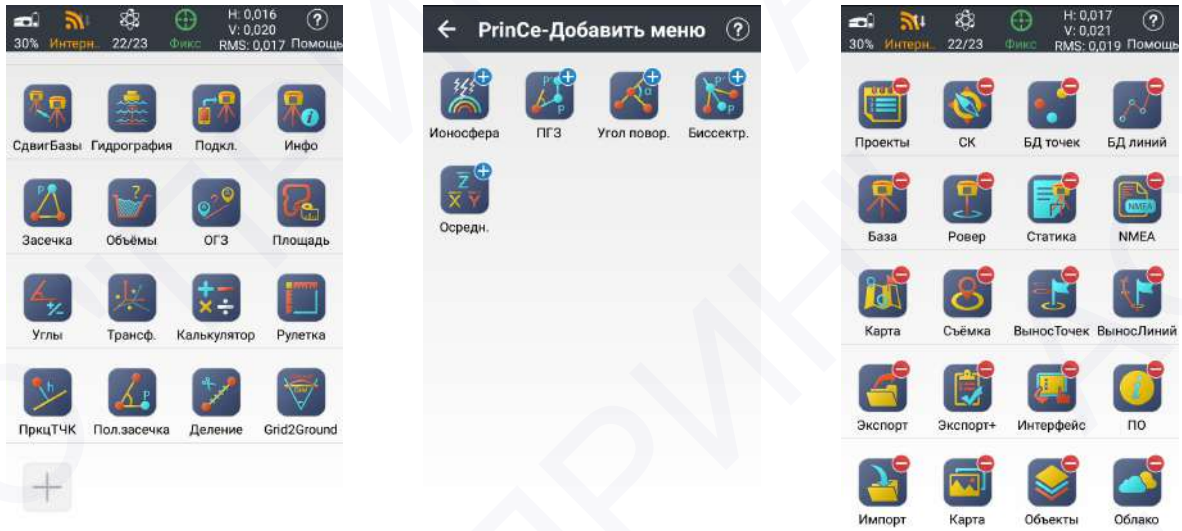 H: 0,016
V: 0,020
30% Интерн.. 22/23 Фикс RMS: 0,017 Помощь
СдвигБазы Гидрография Подкл. Инфо
Засечка Объёмы ОГЗ Площадь
Углы Трансф. Калькулятор Рулетка
ПркцТЧК Пол.засечка Деление Grid2Ground
PrinCe-Добавить меню
Ионосфера ПГЗ Угол повор. Биссектр.
Осредн.
H: 0,017
V: 0,021
30% Интерн.. 22/23 Фикс RMS: 0,019 Помощь
Проекты СК БД точек БД линий
База Ровер Статика NMEA
Карта Съёмка ВыносТочек ВыносЛиний
Экспорт Экспорт+ Интерфейс ПО
Импорт Карта Объекты Облако